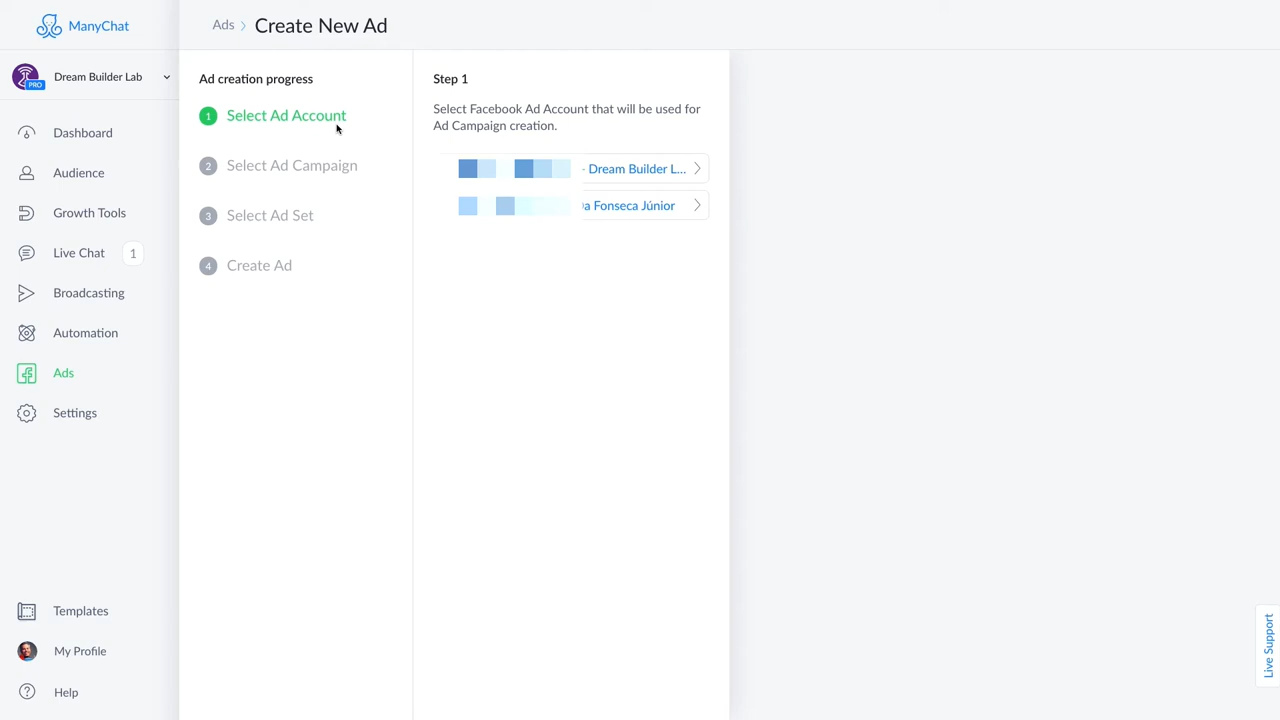 ManyChat
PRO
Dream Builder Lab
Dashboard
Audience
Growth Tools
Live Chat 1
Broadcasting
Automation
Ads
Settings
Templates
My Profile
Help
Ads > Create New Ad
Ad creation progress
1 Select Ad Account
2 Select Ad Campaign
3 Select Ad Set
4 Create Ad
Step 1
Select Facebook Ad Account that will be used for
Ad Campaign creation.
- Dream Builder L...
Fonseca Júnior
Live Support